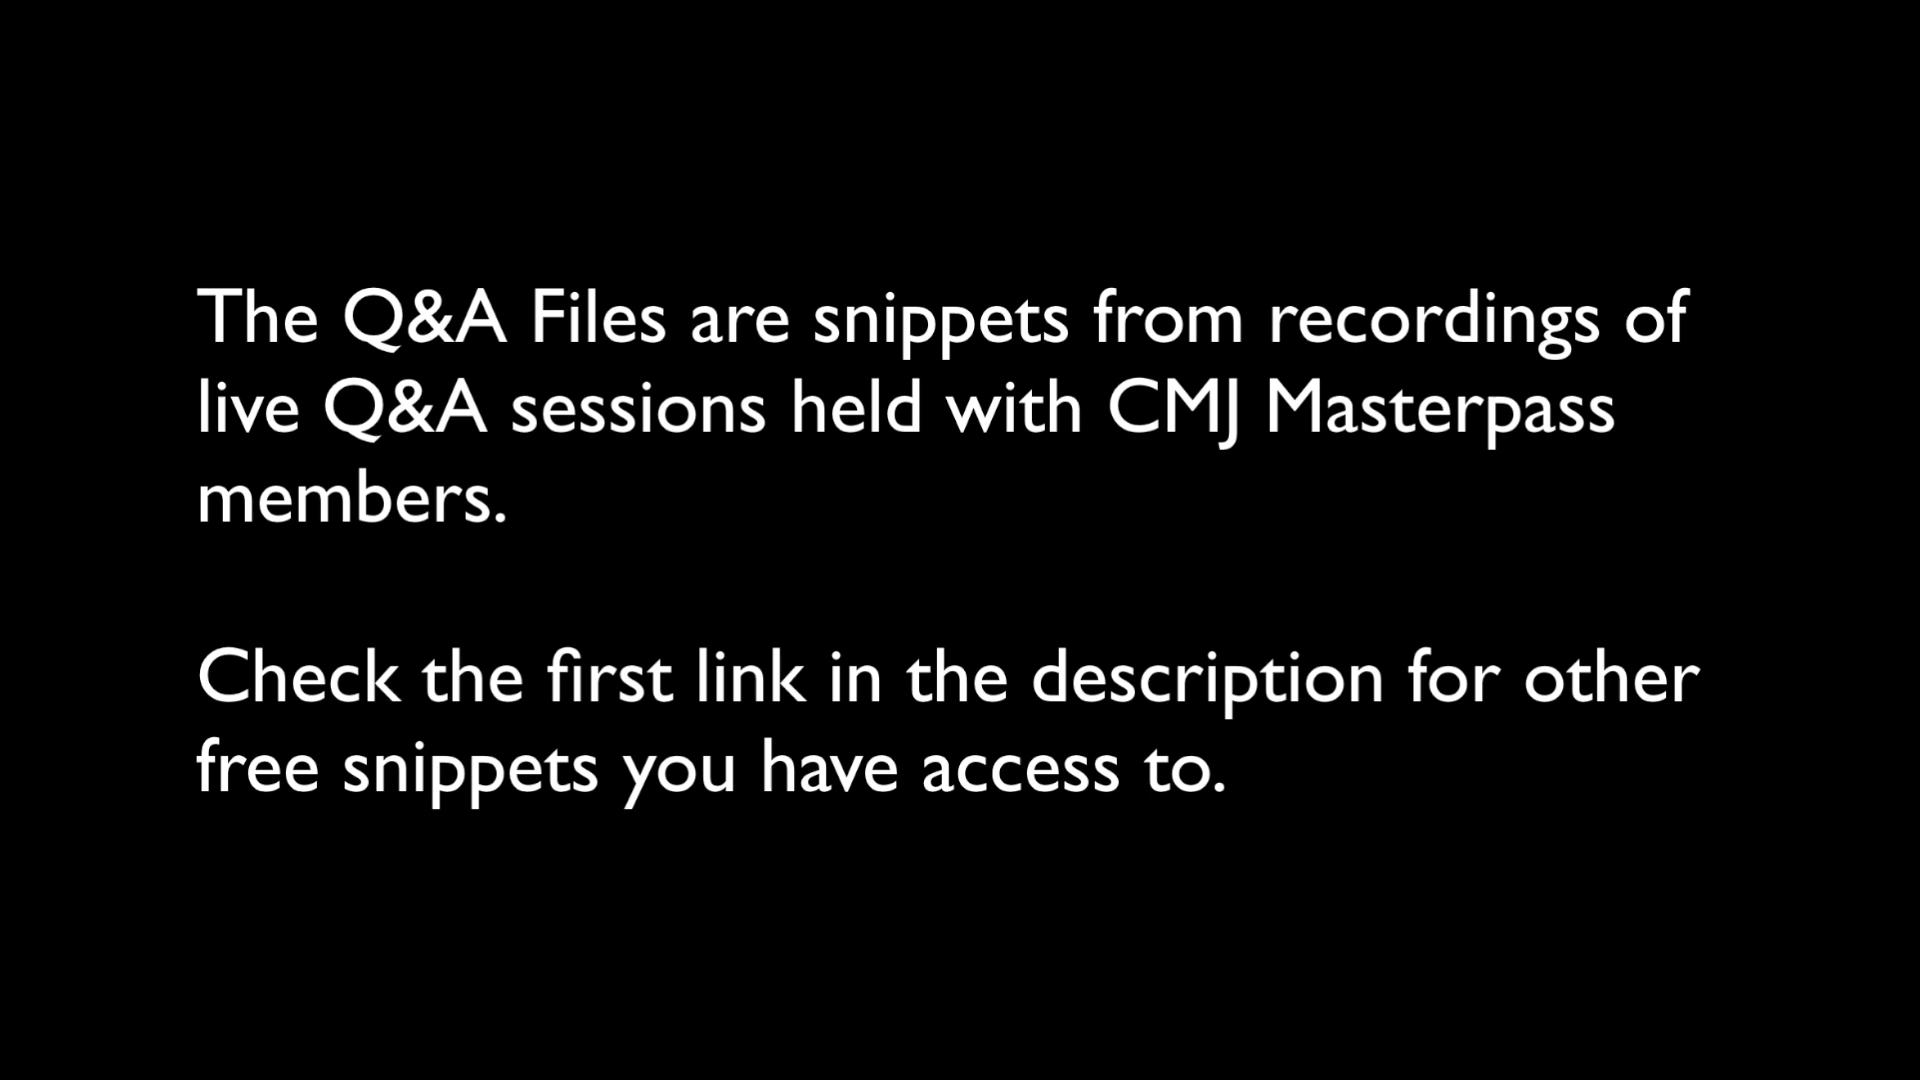 The Q&A Files are snippets from recordings of
live Q&A sessions held with CMJ Masterpass
members.
Check the first link in the description for other
free snippets you have access to.